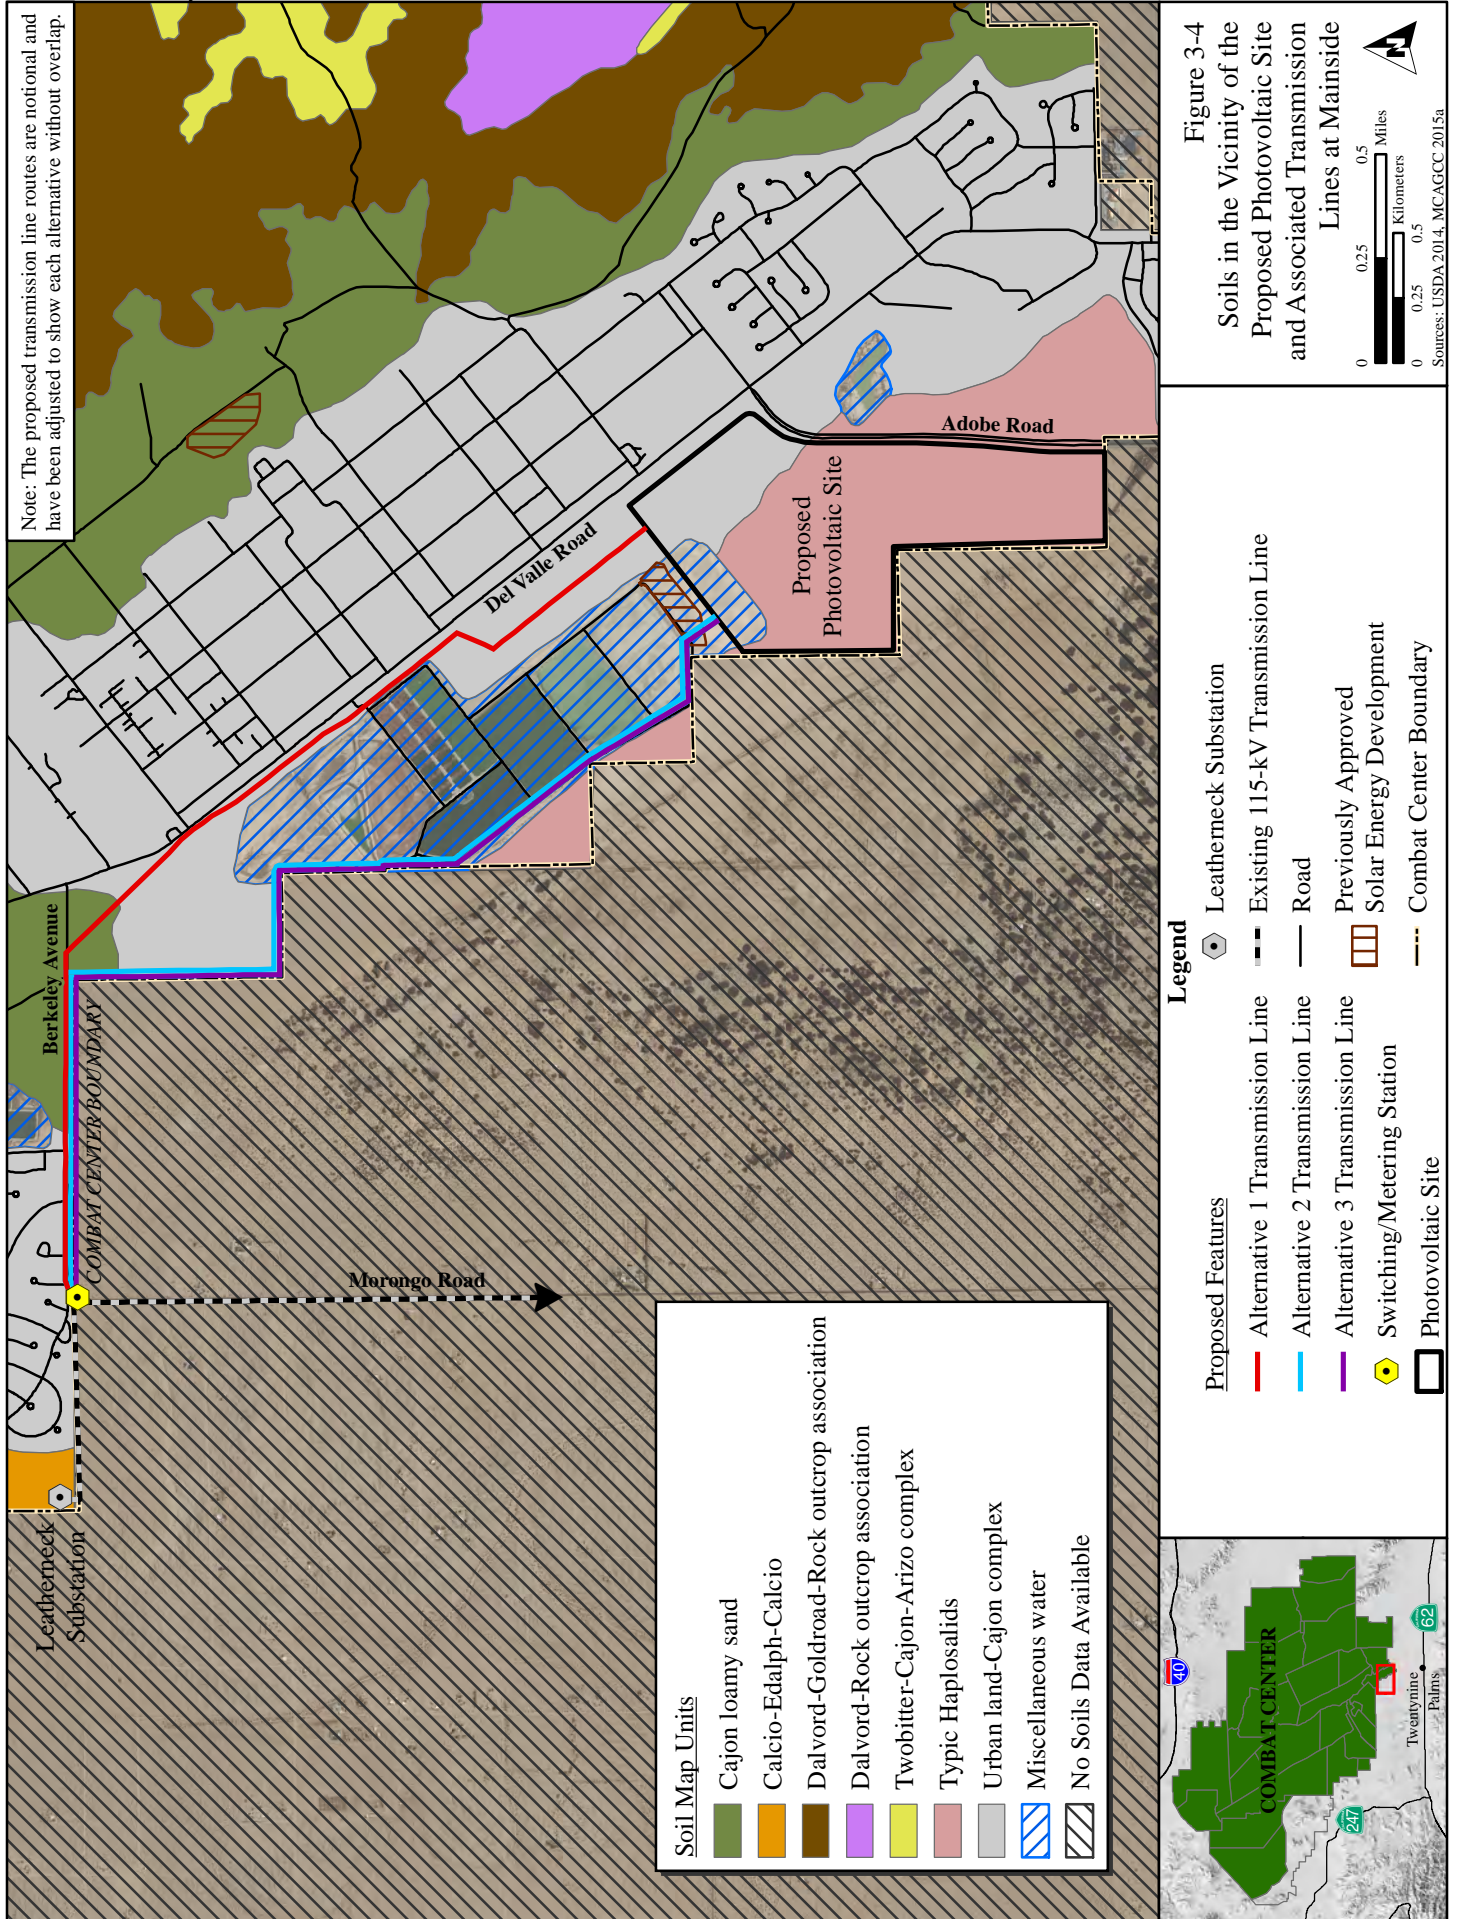 Note: The proposed transmission line routes are notional and
have been adjusted to show each alternative without overlap.
Leatherneck
Substation
Berkeley Avenue
COMBAT CENTER BOUNDARY
Morongo Road
Del Valle Road
Proposed
Photovoltaic Site
Adobe Road
Soil Map Units
Cajon loamy sand
Calcio-Edalph-Calcio
Dalvord-Goldroad-Rock outcrop association
Dalvord-Rock outcrop association
Twobitter-Cajon-Arizo complex
Typic Haplosalids
Urban land-Cajon complex
Miscellaneous water
No Soils Data Available
40
COMBAT CENTER
247
62
Twentynine
Palms
Legend
Proposed Features
Alternative 1 Transmission Line
Alternative 2 Transmission Line
Alternative 3 Transmission Line
Switching/Metering Station
Photovoltaic Site
Leatherneck Substation
Existing 115-kV Transmission Line
Road
Previously Approved
Solar Energy Development
Combat Center Boundary
Figure 3-4
Soils in the Vicinity of the
Proposed Photovoltaic Site
and Associated Transmission
Lines at Mainside
0 0.25 0.5
Miles
Kilometers
0 0.25 0.5
N
Sources: USDA 2014, MCAGCC 2015a